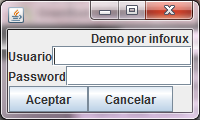 Demo por inforux
Usuario
Password
Aceptar Cancelar